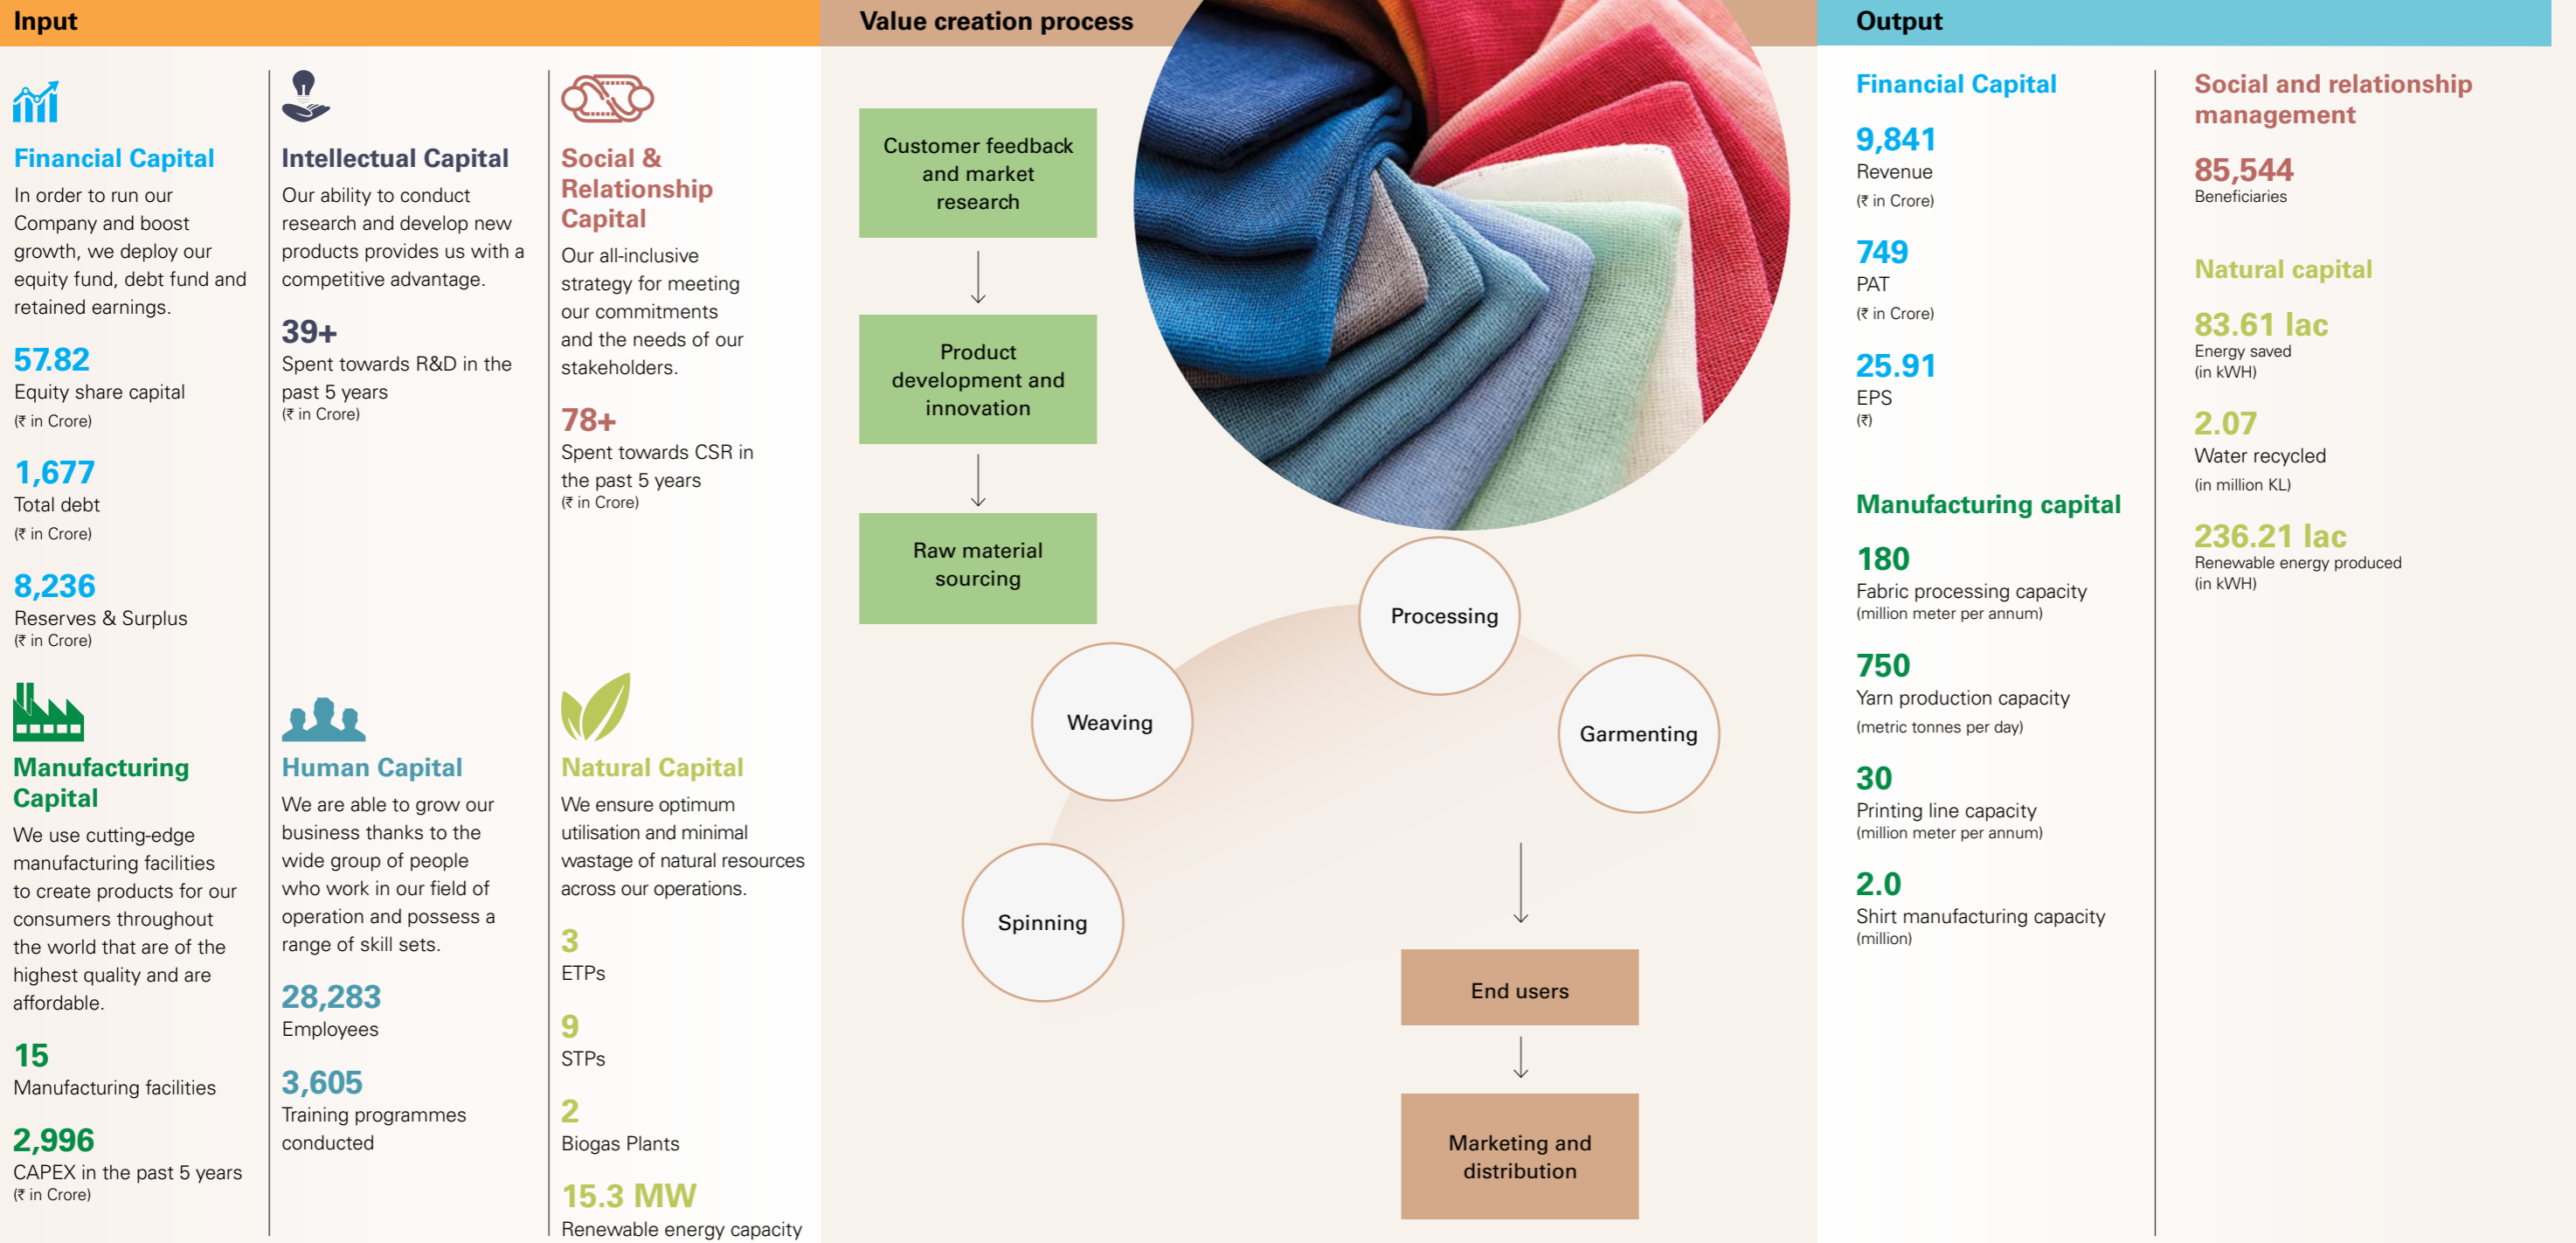 Input
Financial Capital
In order to run our
Company and boost
growth, we deploy our
equity fund, debt fund and
retained earnings.
57.82
Equity share capital
(₹ in Crore)
1,677
Total debt
(₹ in Crore)
8,236
Reserves & Surplus
(₹ in Crore)
Intellectual Capital
Our ability to conduct
research and develop new
products provides us with a
competitive advantage.
39+
Spent towards R&D in the
past 5 years
(₹ in Crore)
Social &
Relationship
Capital
Our all-inclusive
strategy for meeting
our commitments
and the needs of our
stakeholders.
78+
Spent towards CSR in
the past 5 years
(₹ in Crore)
Manufacturing
Capital
We use cutting-edge
manufacturing facilities
to create products for our
consumers throughout
the world that are of the
highest quality and are
affordable.
15
Manufacturing facilities
2,996
CAPEX in the past 5 years
(₹ in Crore)
Human Capital
We are able to grow our
business thanks to the
wide group of people
who work in our field of
operation and possess a
range of skill sets.
28,283
Employees
3,605
Training programmes
conducted
Natural Capital
We ensure optimum
utilisation and minimal
wastage of natural resources
across our operations.
3
ETPs
9
STPs
2
Biogas Plants
15.3 MW
Renewable energy capacity
Value creation process
Customer feedback
and market
research
Product
development and
innovation
Raw material
sourcing
Spinning
Weaving
Processing
Garmenting
End users
Marketing and
distribution
Output
Financial Capital
9,841
Revenue
(₹ in Crore)
749
PAT
(₹ in Crore)
25.91
EPS
(₹)
Manufacturing capital
180
Fabric processing capacity
(million meter per annum)
750
Yarn production capacity
(metric tonnes per day)
30
Printing line capacity
(million meter per annum)
2.0
Shirt manufacturing capacity
(million)
Social and relationship
management
85,544
Beneficiaries
Natural capital
83.61 lac
Energy saved
(in kWH)
2.07
Water recycled
(in million KL)
236.21 lac
Renewable energy produced
(in kWH)